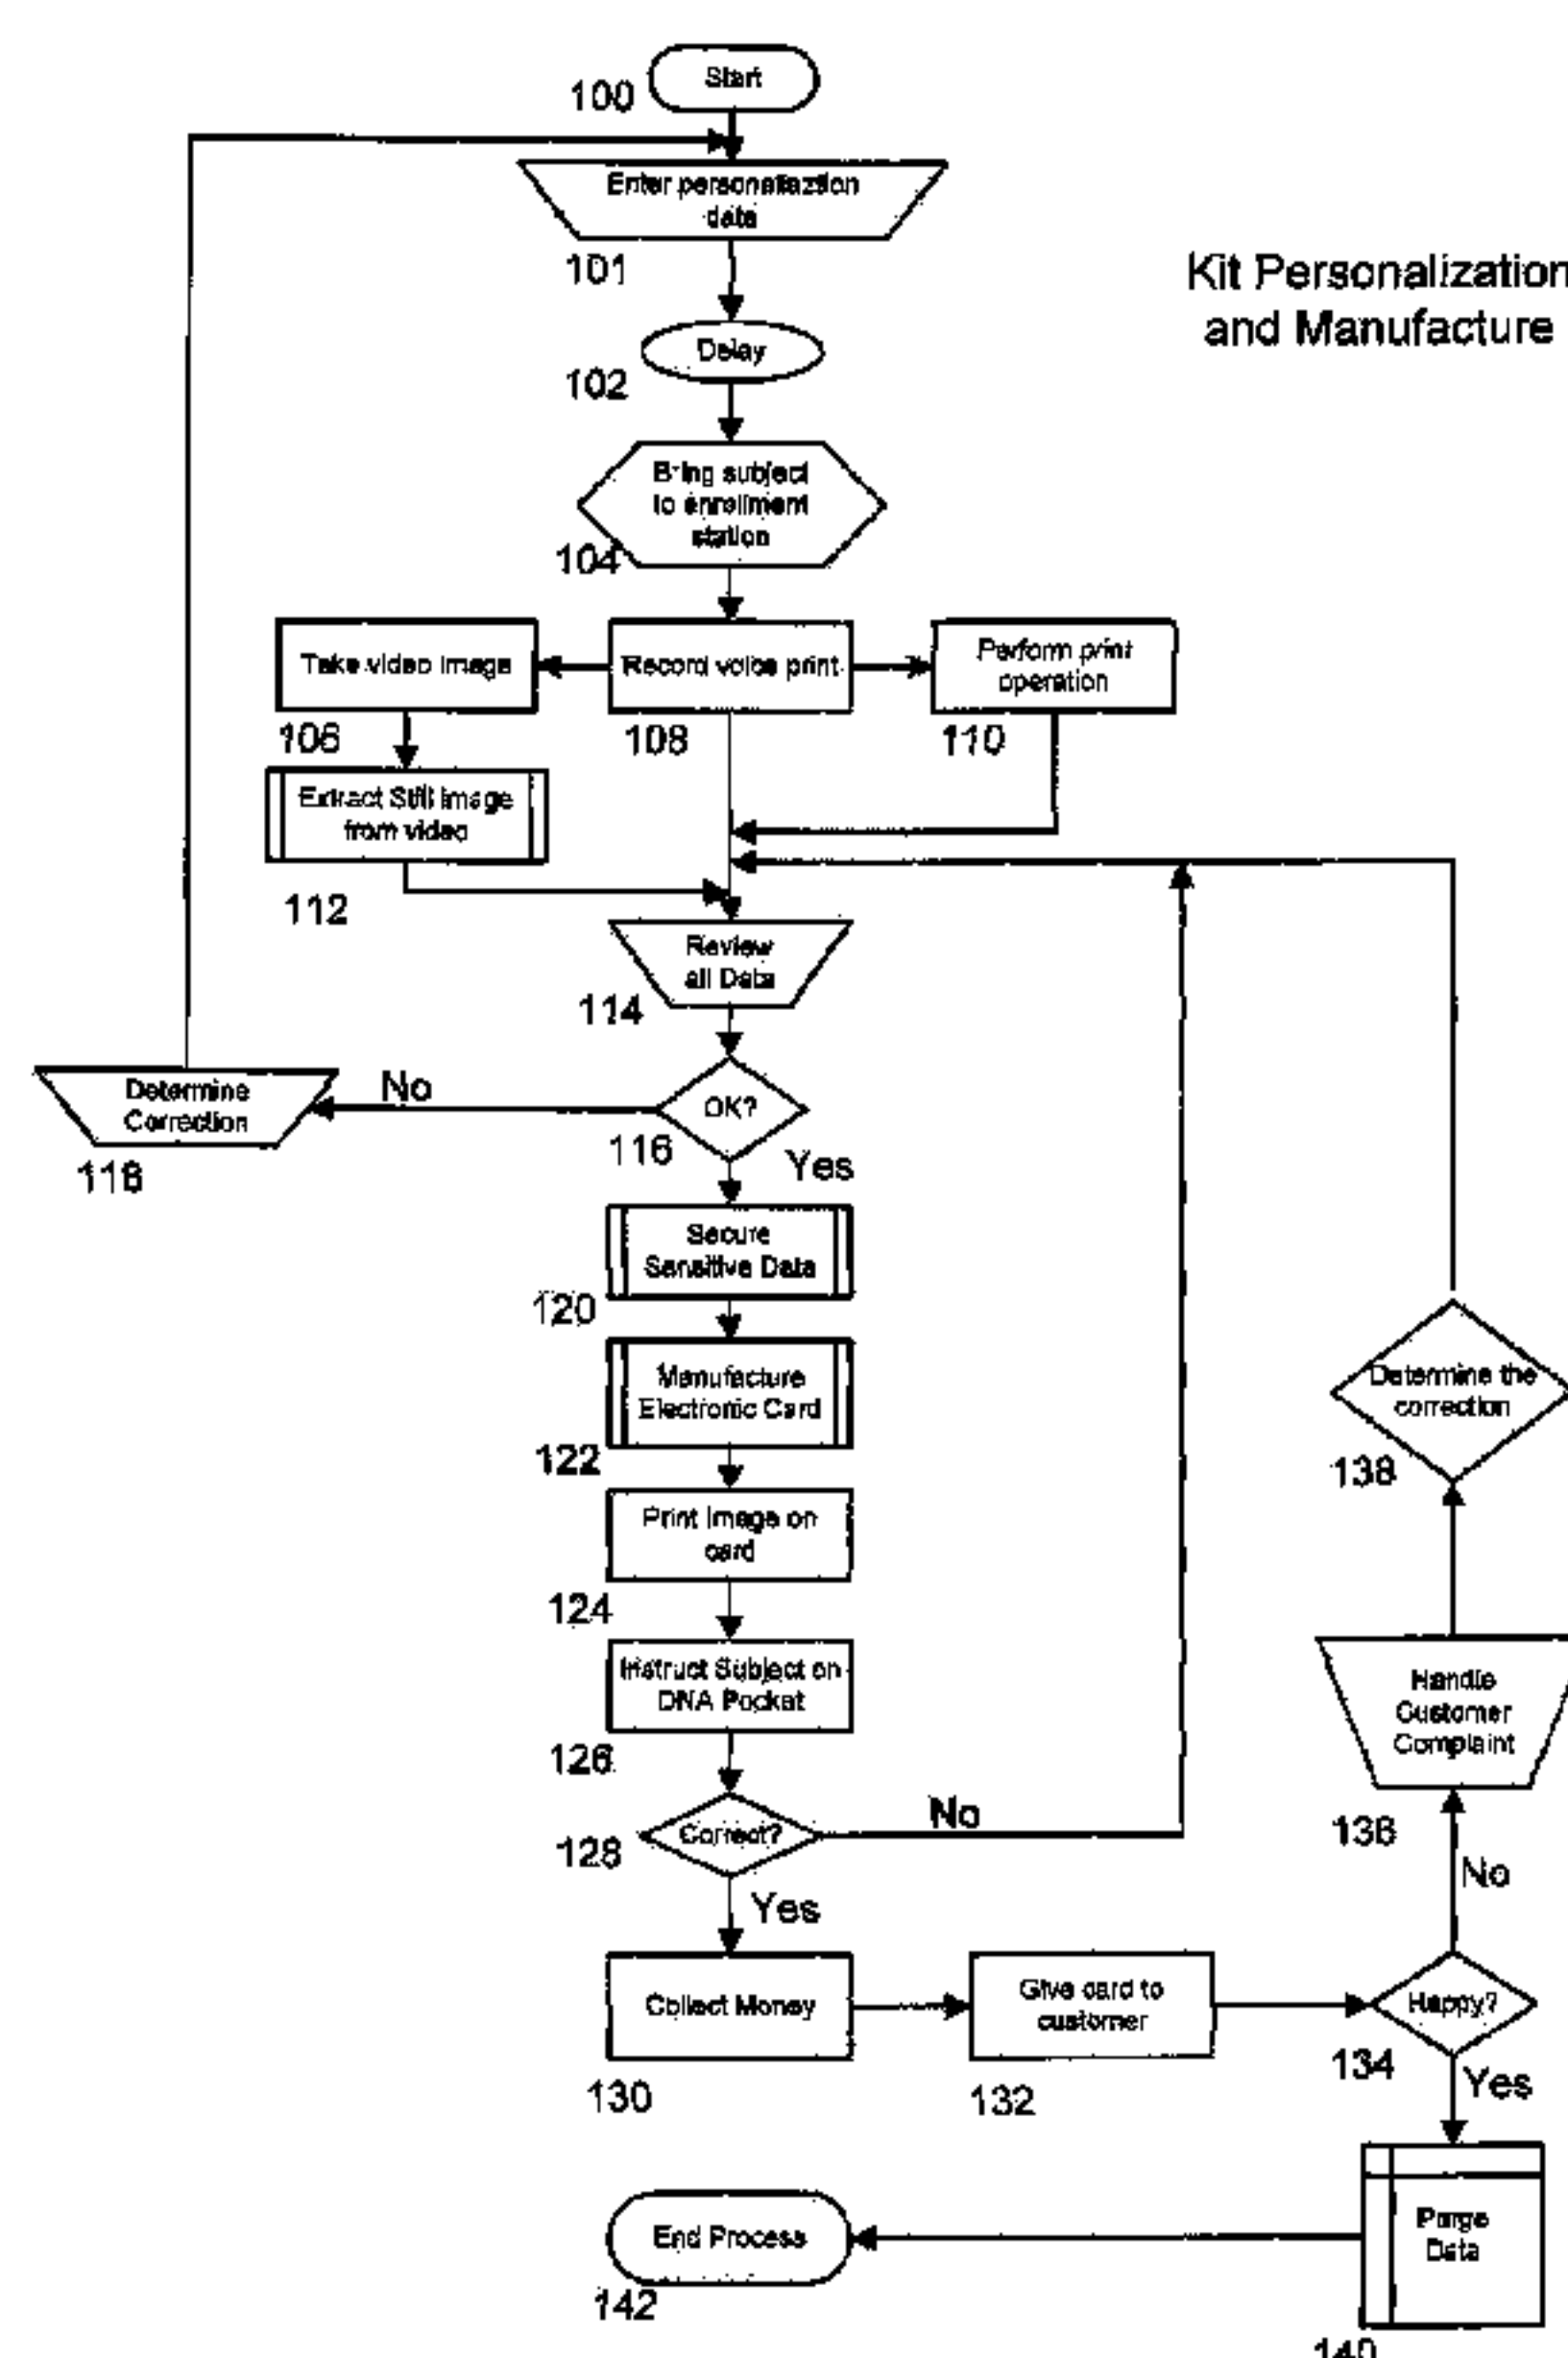 Start
100
Enter personaliaztion
data
101
Kit Personalization
and Manufacture
Delay
102
Bring subject
to enrollment
station
104
Take video image
Record voice print
Perform print
operation
106
108
110
Extract Still Image
from video
112
Review
all Data
114
Determine
Correction
No
OK?
116
Yes
118
Secure
Sensitive Data
120
Manufacture
Electronic Card
122
Determine the
correction
138
Print Image on
card
124
Instruct Subject on
DNA Pocket
126
Handle
Customer
Complaint
136
Correct?
No
128
Yes
No
Collect Money
Give card to
customer
Happy?
130
132
134
Yes
Purge
Data
End Process
142
140